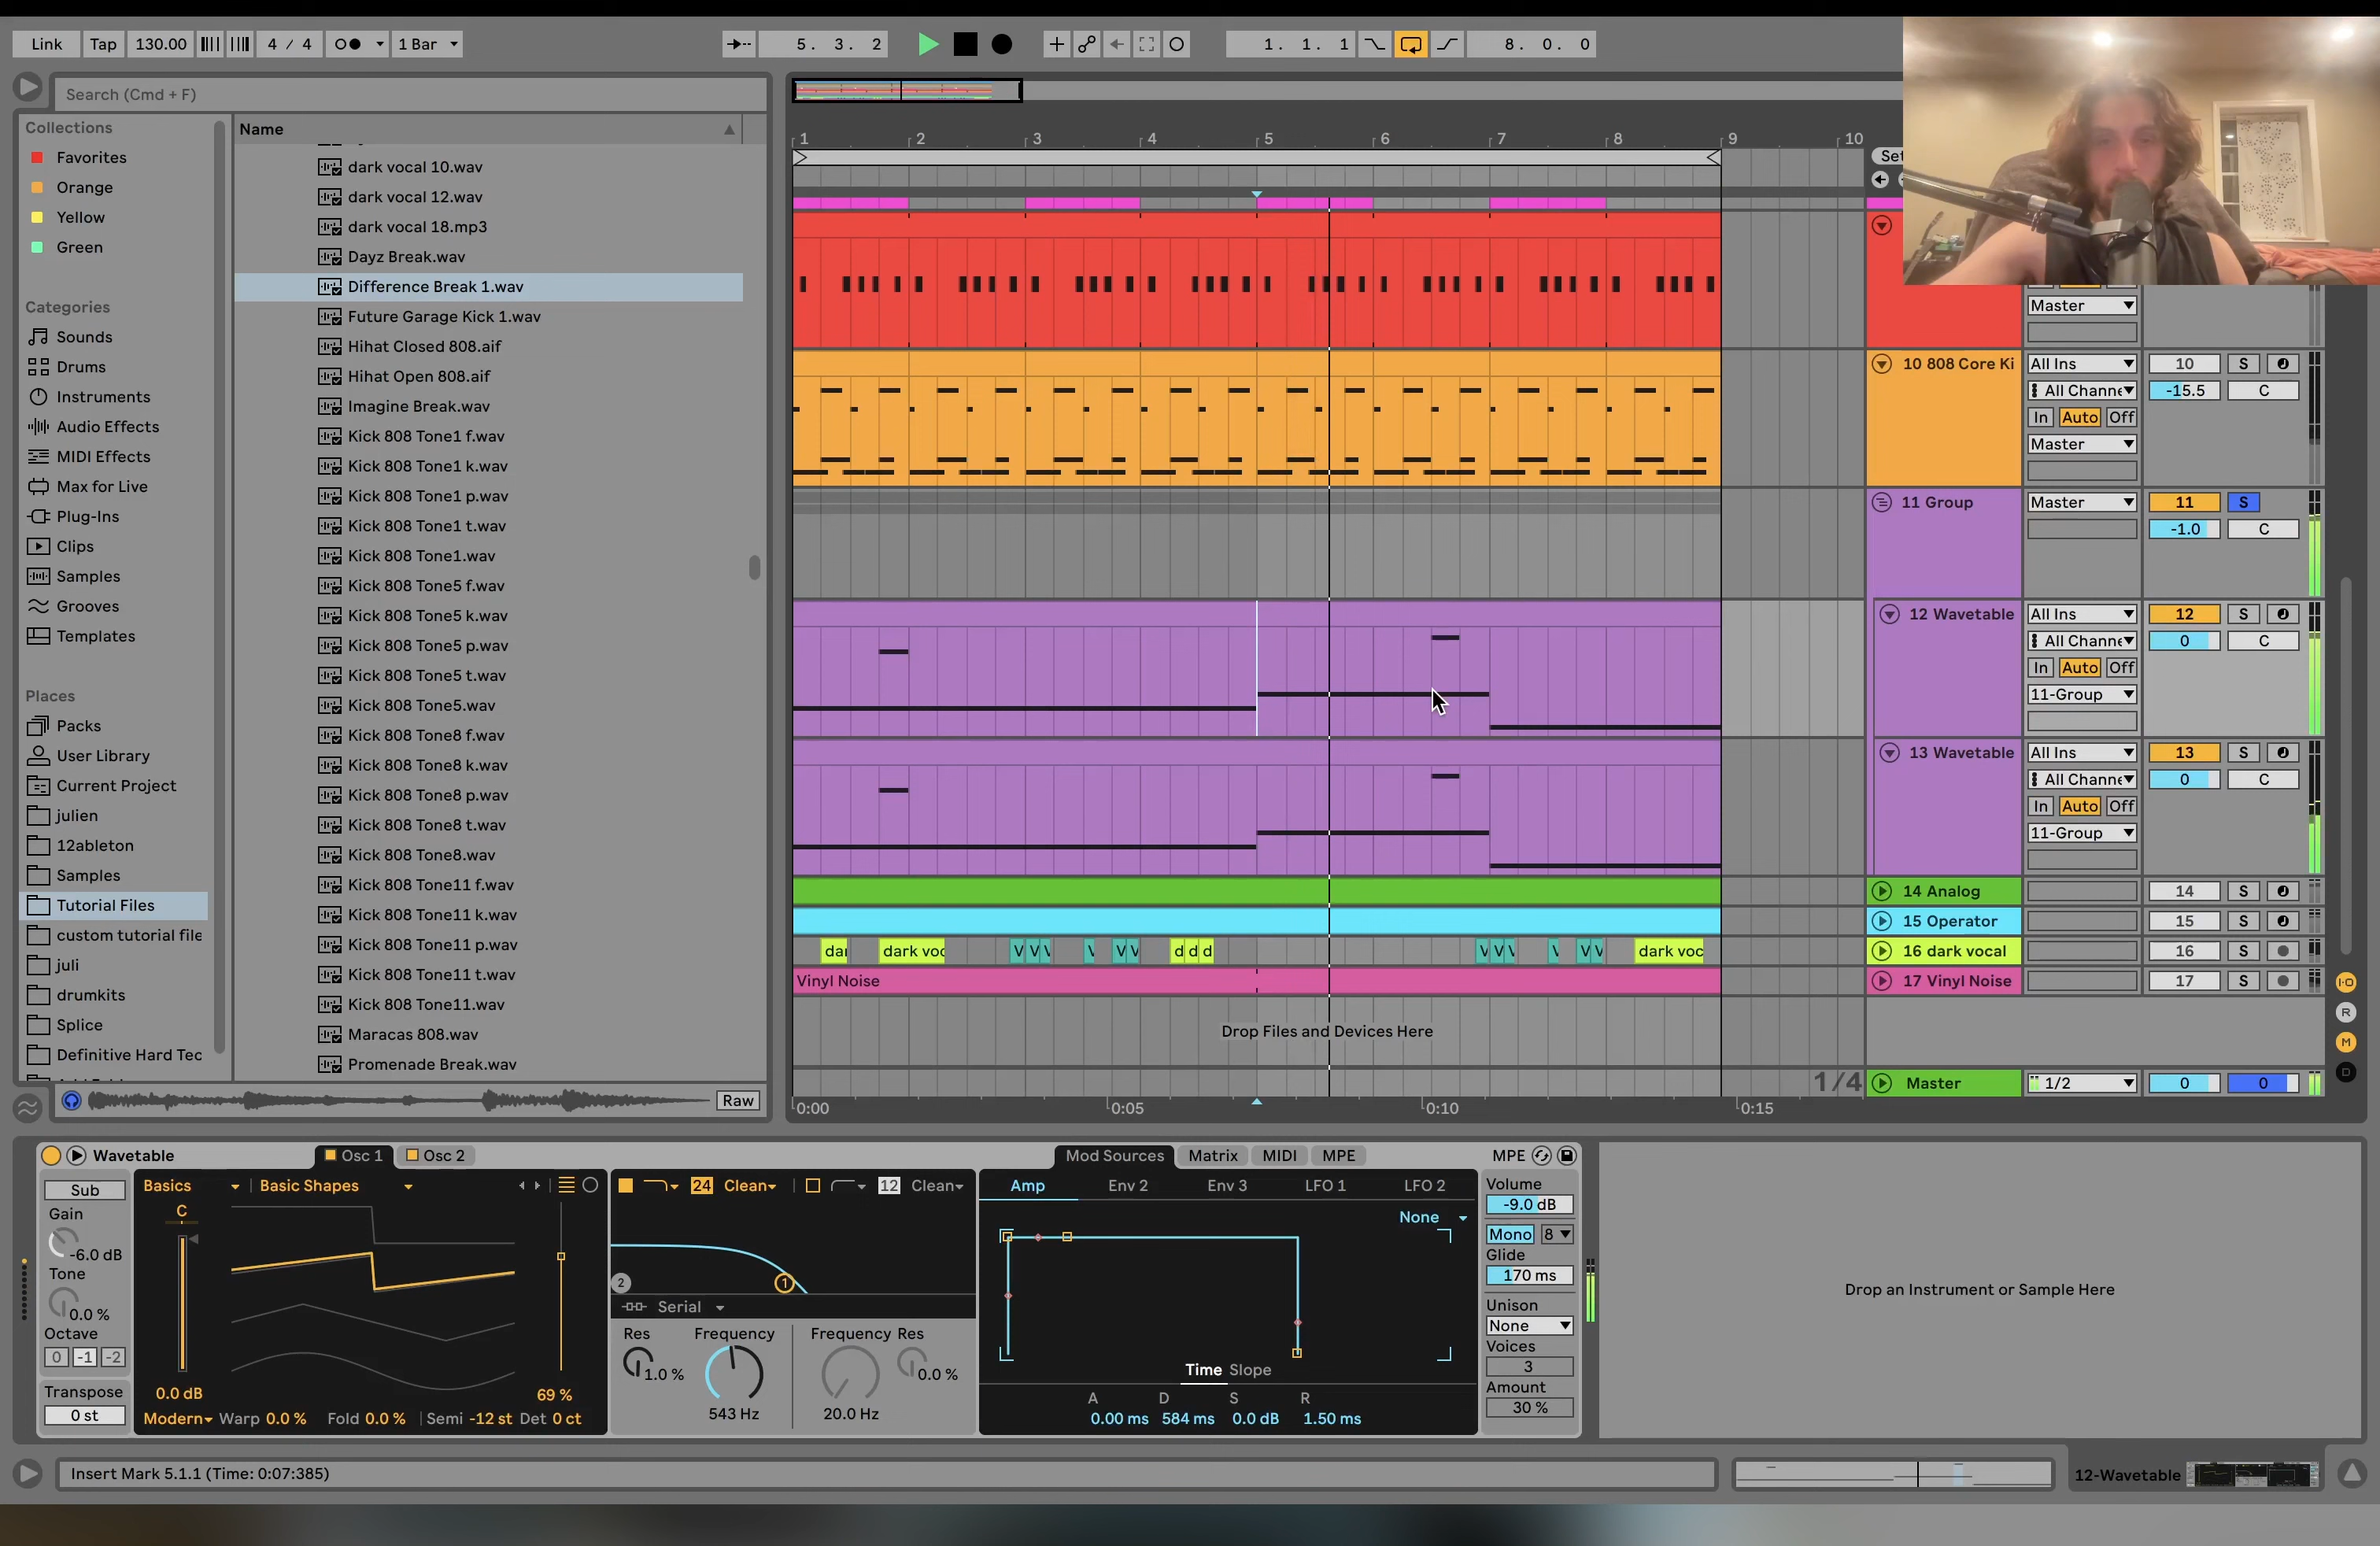 Link Tap 130.00 4 / 4 1 Bar 5. 3. 2 1. 1. 1 8. 0. 0
Search (Cmd + F)
Collections
Favorites
Orange
Yellow
Green
Categories
Sounds
Drums
Instruments
Audio Effects
MIDI Effects
Max for Live
Plug-Ins
Clips
Samples
Grooves
Templates
Places
Packs
User Library
Current Project
julien
12ableton
Samples
Tutorial Files
custom tutorial file
juli
drumkits
Splice
Definitive Hard Tec
Name
dark vocal 10.wav
dark vocal 12.wav
dark vocal 18.mp3
Dayz Break.wav
Difference Break 1.wav
Future Garage Kick 1.wav
Hihat Closed 808.aif
Hihat Open 808.aif
Imagine Break.wav
Kick 808 Tone1 f.wav
Kick 808 Tone1 k.wav
Kick 808 Tone1 p.wav
Kick 808 Tone1 t.wav
Kick 808 Tone1.wav
Kick 808 Tone5 f.wav
Kick 808 Tone5 k.wav
Kick 808 Tone5 p.wav
Kick 808 Tone5 t.wav
Kick 808 Tone5.wav
Kick 808 Tone8 f.wav
Kick 808 Tone8 k.wav
Kick 808 Tone8 p.wav
Kick 808 Tone8 t.wav
Kick 808 Tone8.wav
Kick 808 Tone11 f.wav
Kick 808 Tone11 k.wav
Kick 808 Tone11 p.wav
Kick 808 Tone11 t.wav
Kick 808 Tone11.wav
Maracas 808.wav
Promenade Break.wav
Raw
1 2 3 4 5 6 7 8 9 10
Set
Master
10 808 Core Ki All Ins 10 S
All Channe -15.5 C
In Auto Off
Master
11 Group Master 11 S
-1.0 C
12 Wavetable All Ins 12 S
All Channe 0 C
In Auto Off
11-Group
13 Wavetable All Ins 13 S
All Channe 0 C
In Auto Off
11-Group
14 Analog 14 S
15 Operator 15 S
dar dark voc V V V V V V d d d V V V V V V dark voc 16 dark vocal 16 S
Vinyl Noise 17 Vinyl Noise 17 S
Drop Files and Devices Here
1/4 Master 1/2 0 0
0:00 0:05 0:10 0:15
I·O
R
M
D
Wavetable Osc 1 Osc 2
Sub
Gain
-6.0 dB
Tone
0.0 %
Octave
0 -1 -2
Transpose
0 st
Basics Basic Shapes
C
0.0 dB 69 %
Modern Warp 0.0 % Fold 0.0 % Semi -12 st Det 0 ct
24 Clean 12 Clean
2 1
Serial
Res Frequency Frequency Res
1.0 % 0.0 %
543 Hz 20.0 Hz
Mod Sources Matrix MIDI MPE
Amp Env 2 Env 3 LFO 1 LFO 2
None
Time Slope
A D S R
0.00 ms 584 ms 0.0 dB 1.50 ms
MPE
Volume
-9.0 dB
Mono 8
Glide
170 ms
Unison
None
Voices
3
Amount
30 %
Drop an Instrument or Sample Here
Insert Mark 5.1.1 (Time: 0:07:385)
12-Wavetable